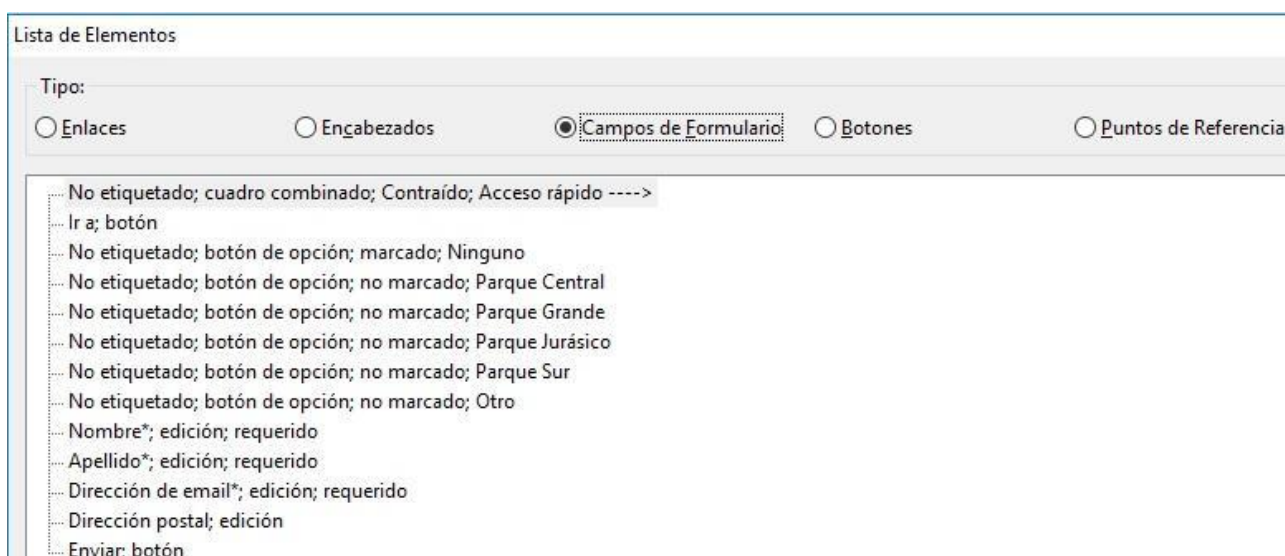 Lista de Elementos
Tipo:
Enlaces Encabezados Campos de Formulario Botones Puntos de Referencia
No etiquetado; cuadro combinado; Contraído; Acceso rápido ---->
Ir a; botón
No etiquetado; botón de opción; marcado; Ninguno
No etiquetado; botón de opción; no marcado; Parque Central
No etiquetado; botón de opción; no marcado; Parque Grande
No etiquetado; botón de opción; no marcado; Parque Jurásico
No etiquetado; botón de opción; no marcado; Parque Sur
No etiquetado; botón de opción; no marcado; Otro
Nombre*; edición; requerido
Apellido*; edición; requerido
Dirección de email*; edición; requerido
Dirección postal; edición
Enviar; botón